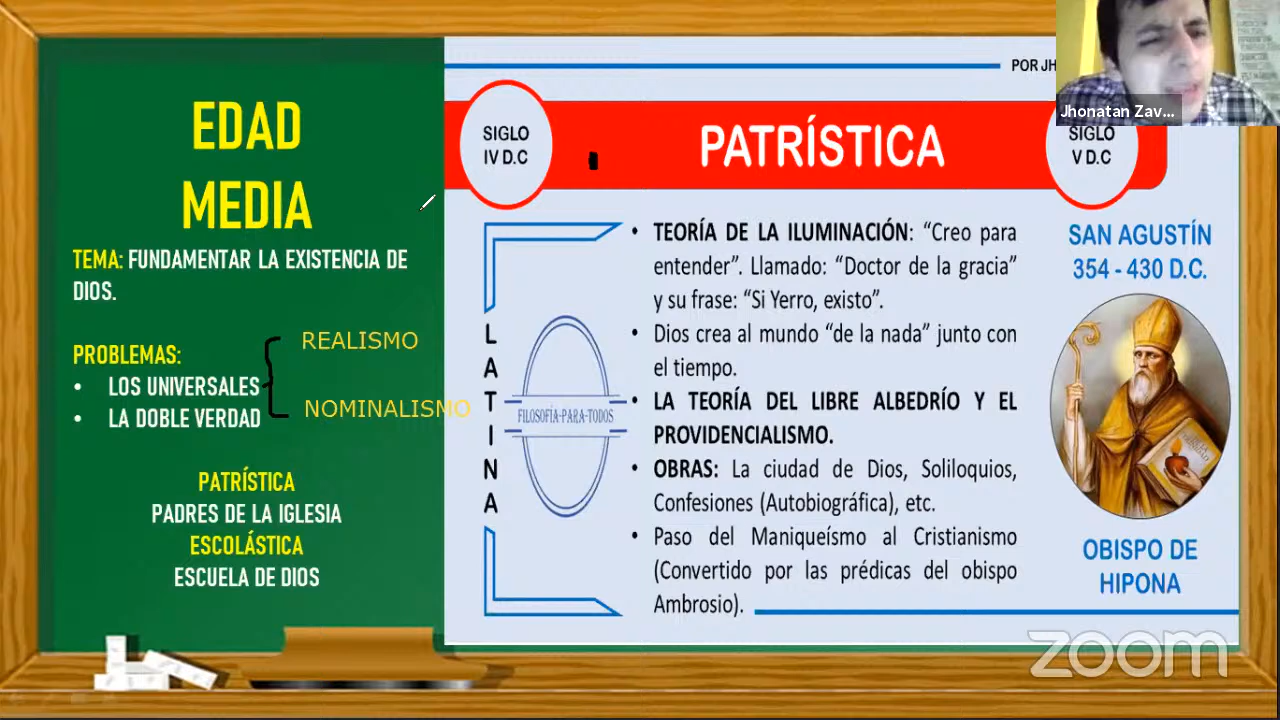 EDAD
MEDIA
TEMA: FUNDAMENTAR LA EXISTENCIA DE
DIOS.
PROBLEMAS:
• LOS UNIVERSALES
• LA DOBLE VERDAD
REALISMO
NOMINALISMO
PATRÍSTICA
PADRES DE LA IGLESIA
ESCOLÁSTICA
ESCUELA DE DIOS
POR JH
Jhonatan Zav...
SIGLO
IV D.C
PATRÍSTICA
SIGLO
V D.C
LATINA
FILOSOFÍA-PARA-TODOS
• TEORÍA DE LA ILUMINACIÓN: “Creo para
entender”. Llamado: “Doctor de la gracia”
y su frase: “Si Yerro, existo”.
• Dios crea al mundo “de la nada” junto con
el tiempo.
• LA TEORÍA DEL LIBRE ALBEDRÍO Y EL
PROVIDENCIALISMO.
• OBRAS: La ciudad de Dios, Soliloquios,
Confesiones (Autobiográfica), etc.
• Paso del Maniqueísmo al Cristianismo
(Convertido por las prédicas del obispo
Ambrosio).
SAN AGUSTÍN
354 - 430 D.C.
OBISPO DE
HIPONA
zoom